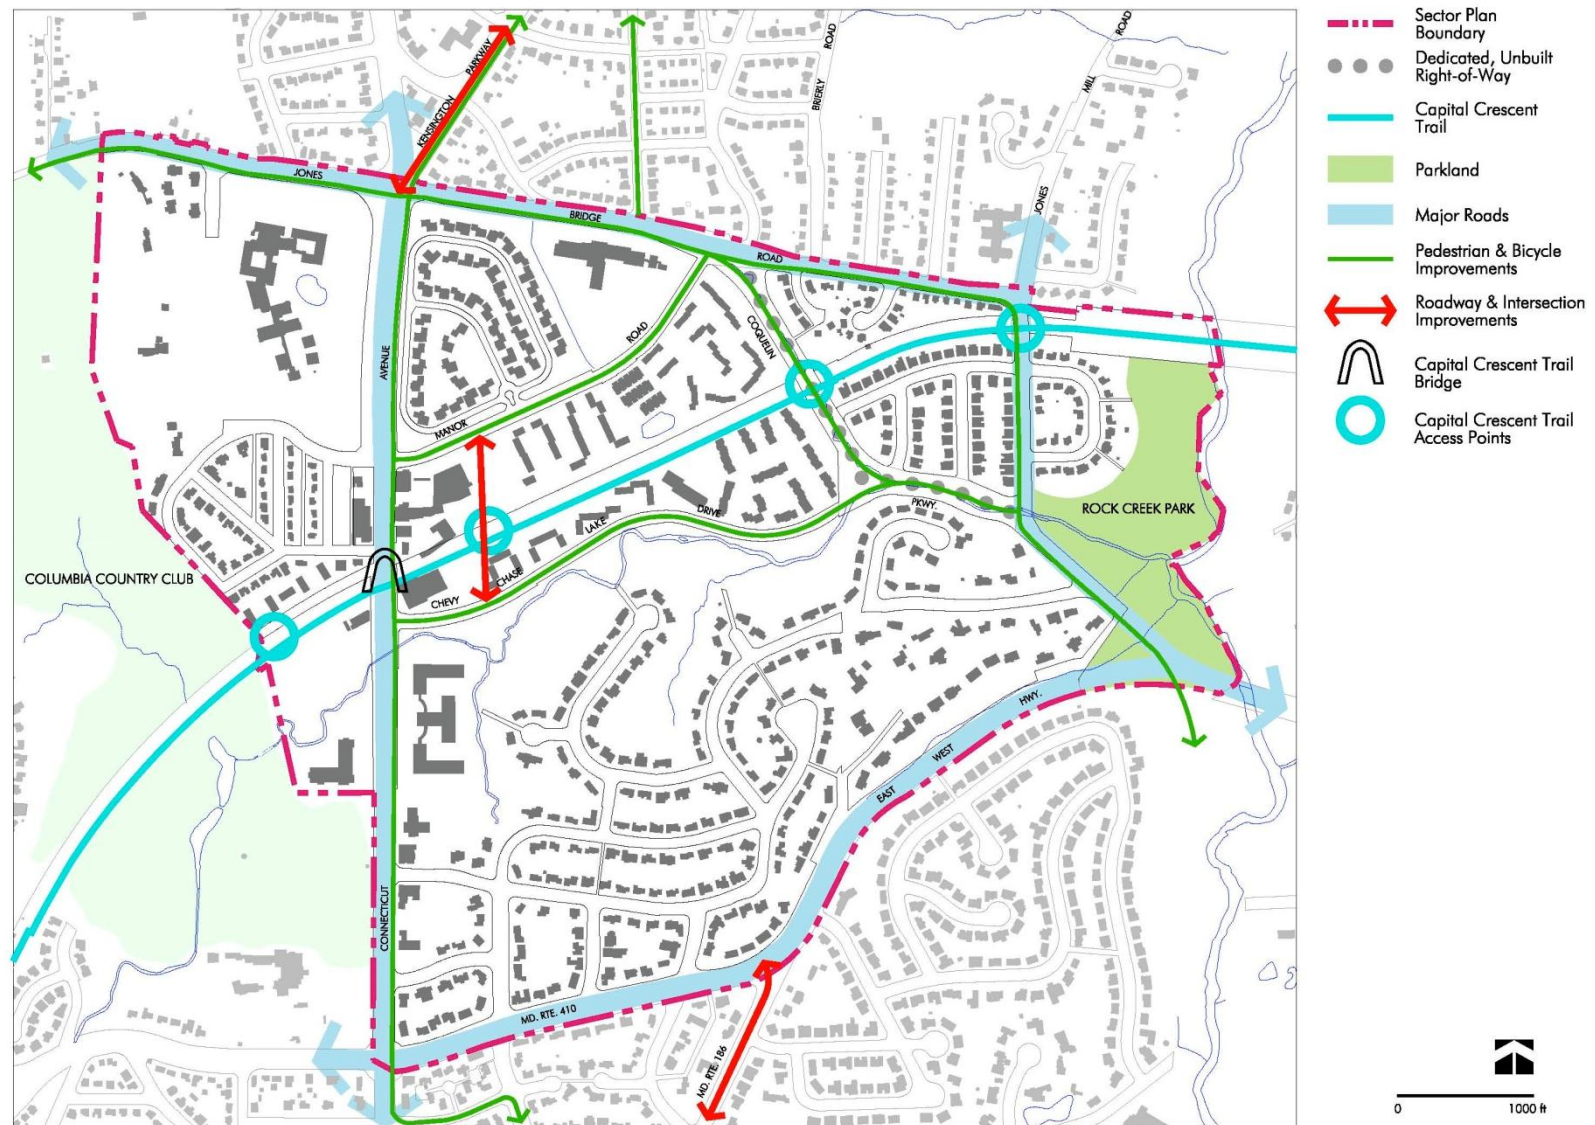 ROAD
ROAD
PARKWAY
MILL
BRIERLY
KENSINGTON
JONES
JONES
BRIDGE
ROAD
ROAD
COQUELIN
AVENUE
MANOR
ROCK CREEK PARK
PKWY.
DRIVE
LAKE
CHASE
CHEVY
COLUMBIA COUNTRY CLUB
HWY.
WEST
EAST
CONNECTICUT
MD. RTE. 410
MD. RTE. 186
Sector Plan
Boundary
Dedicated, Unbuilt
Right-of-Way
Capital Crescent
Trail
Parkland
Major Roads
Pedestrian & Bicycle
Improvements
Roadway & Intersection
Improvements
Capital Crescent Trail
Bridge
Capital Crescent Trail
Access Points
0 1000 ft